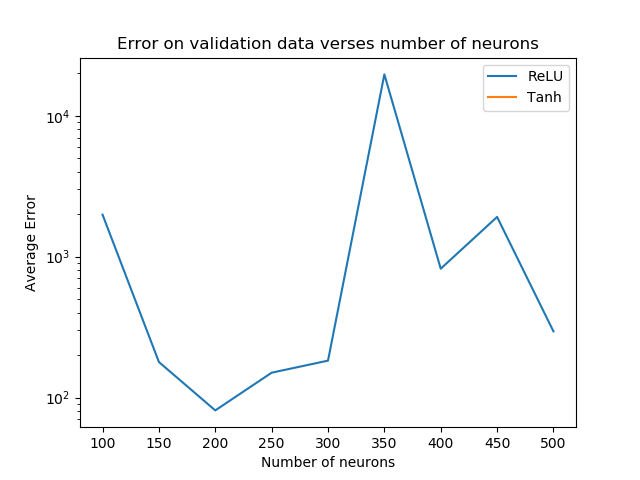 Error on validation data verses number of neurons
ReLU
Tanh
10⁴
10³
10²
Average Error
100 150 200 250 300 350 400 450 500
Number of neurons